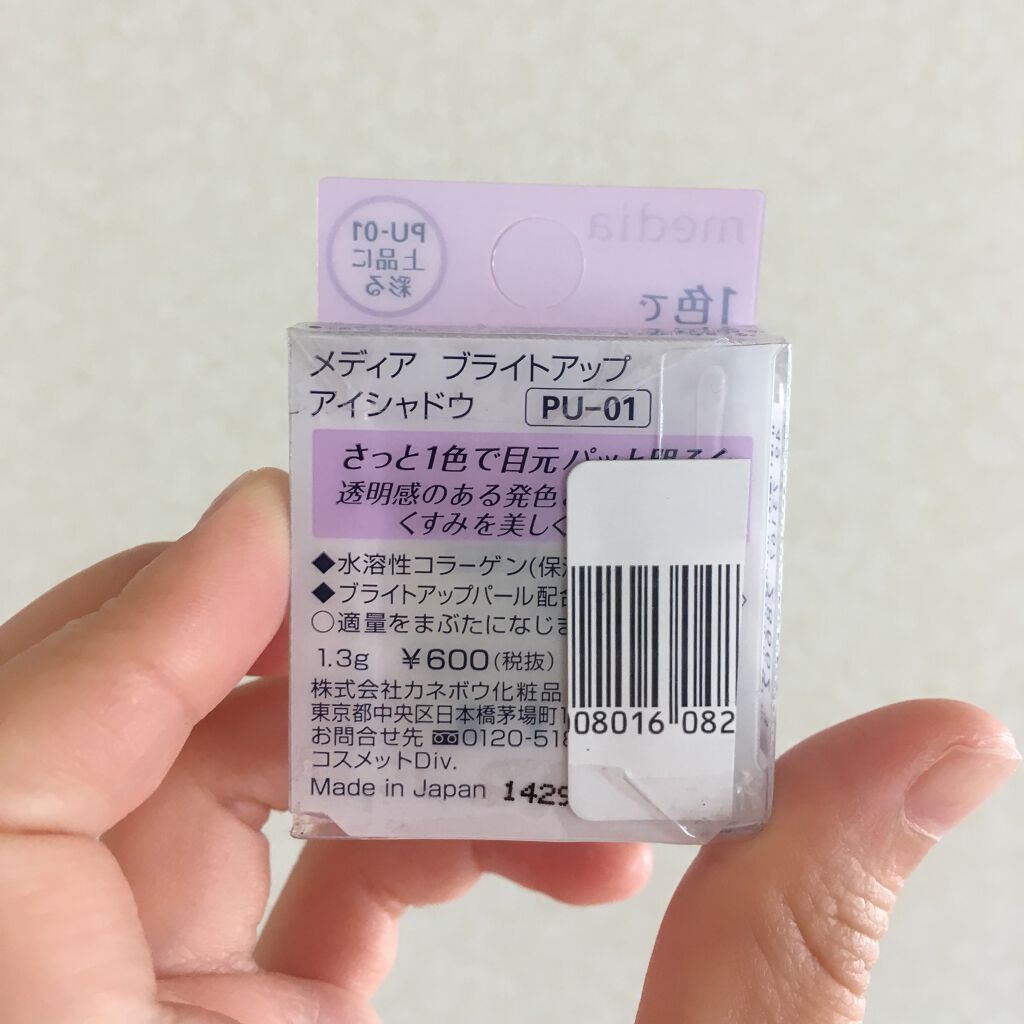 media
PU-01
上品に
彩る
1色で
メディア ブライトアップ
アイシャドウ PU-01
さっと1色で目元パッと明るく
透明感のある発色
くすみを美しく
◆水溶性コラーゲン(保
◆ブライトアップパール配合
○適量をまぶたになじま
1.3g ¥600(税抜)
株式会社カネボウ化粧品
東京都中央区日本橋茅場町1
お問合せ先 0120-518
コスメットDiv.
Made in Japan 1429
08016 082